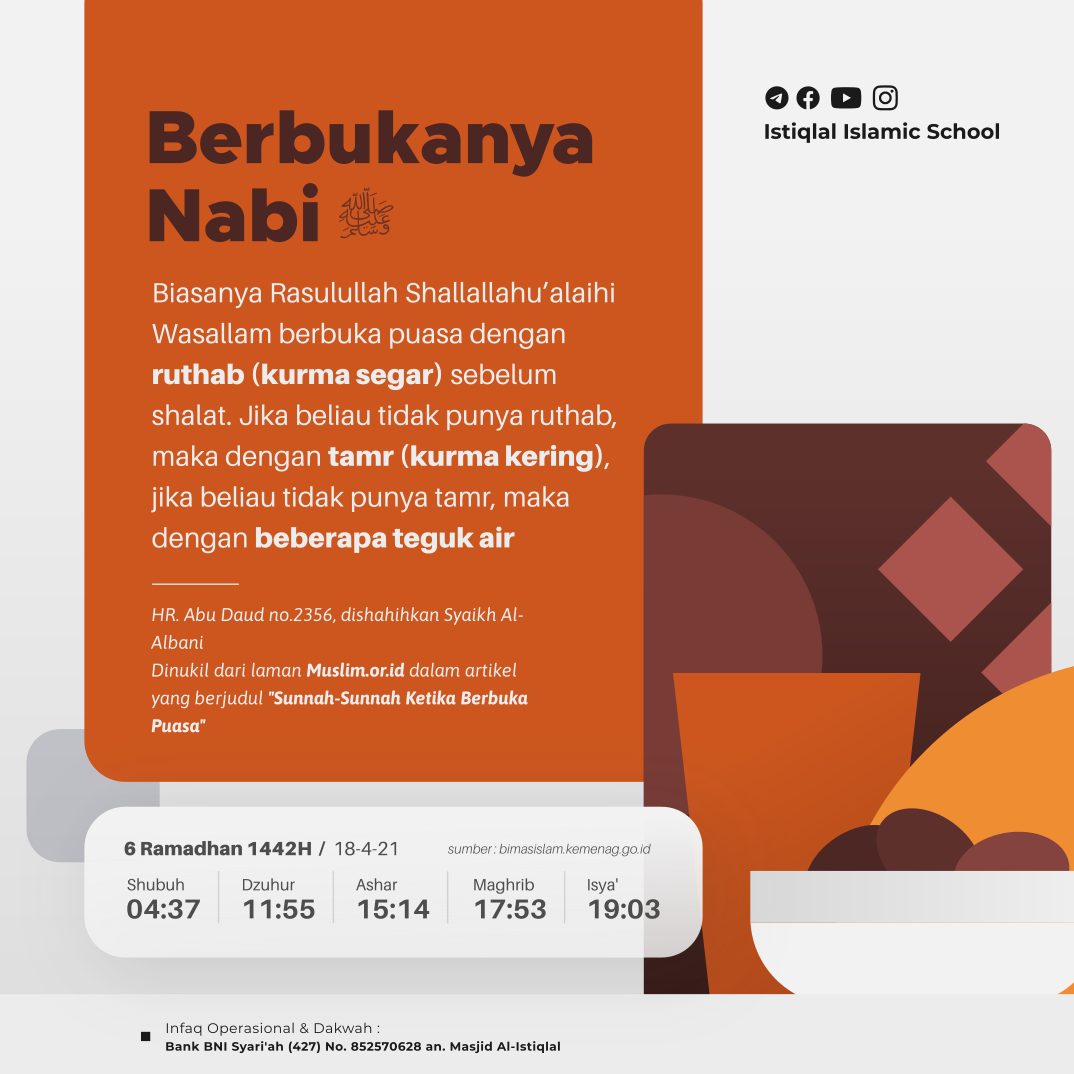 Berbukanya
Nabi ﷺ
Istiqlal Islamic School
Biasanya Rasulullah Shallallahu’alaihi
Wasallam berbuka puasa dengan
ruthab (kurma segar) sebelum
shalat. Jika beliau tidak punya ruthab,
maka dengan tamr (kurma kering),
jika beliau tidak punya tamr, maka
dengan beberapa teguk air
HR. Abu Daud no.2356, dishahihkan Syaikh Al-
Albani
Dinukil dari laman Muslim.or.id dalam artikel
yang berjudul "Sunnah-Sunnah Ketika Berbuka
Puasa"
6 Ramadhan 1442H / 18-4-21 sumber : bimasislam.kemenag.go.id
Shubuh Dzuhur Ashar Maghrib Isya'
04:37 11:55 15:14 17:53 19:03
Infaq Operasional & Dakwah :
Bank BNI Syari'ah (427) No. 852570628 an. Masjid Al-Istiqlal